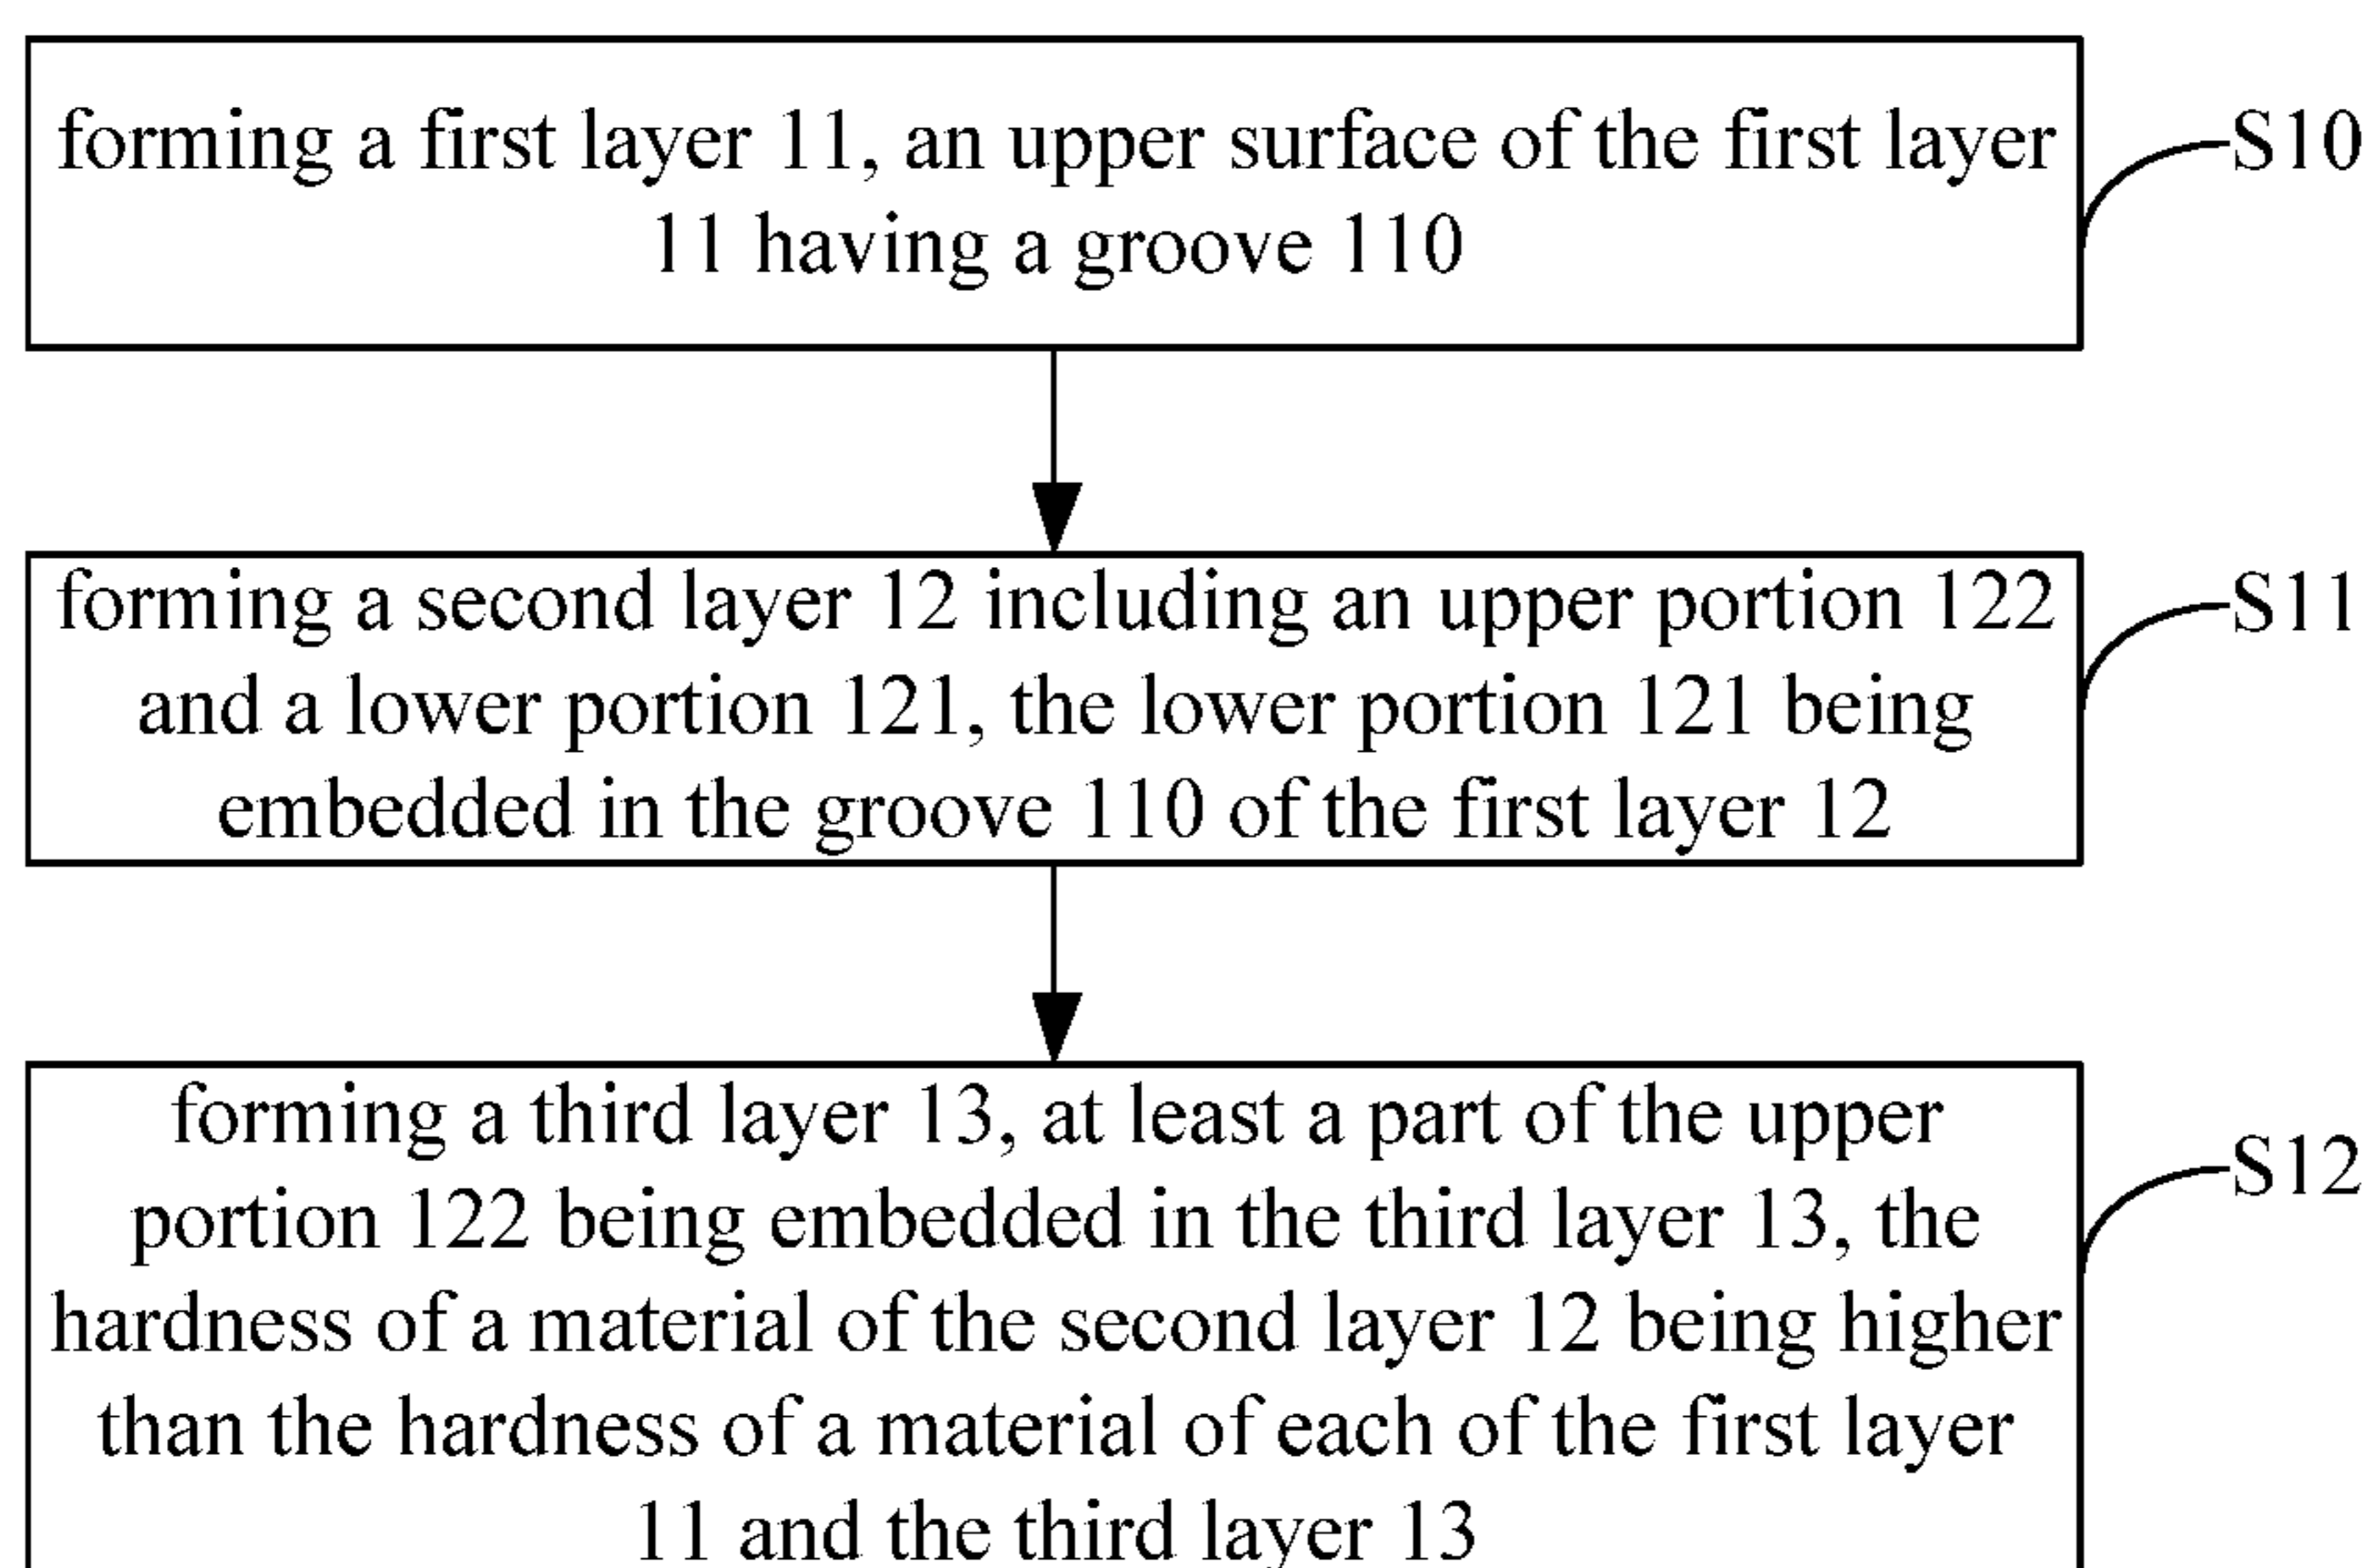 forming a first layer 11, an upper surface of the first layer
11 having a groove 110
S10
forming a second layer 12 including an upper portion 122
and a lower portion 121, the lower portion 121 being
embedded in the groove 110 of the first layer 12
S11
forming a third layer 13, at least a part of the upper
portion 122 being embedded in the third layer 13, the
hardness of a material of the second layer 12 being higher
than the hardness of a material of each of the first layer
11 and the third layer 13
S12